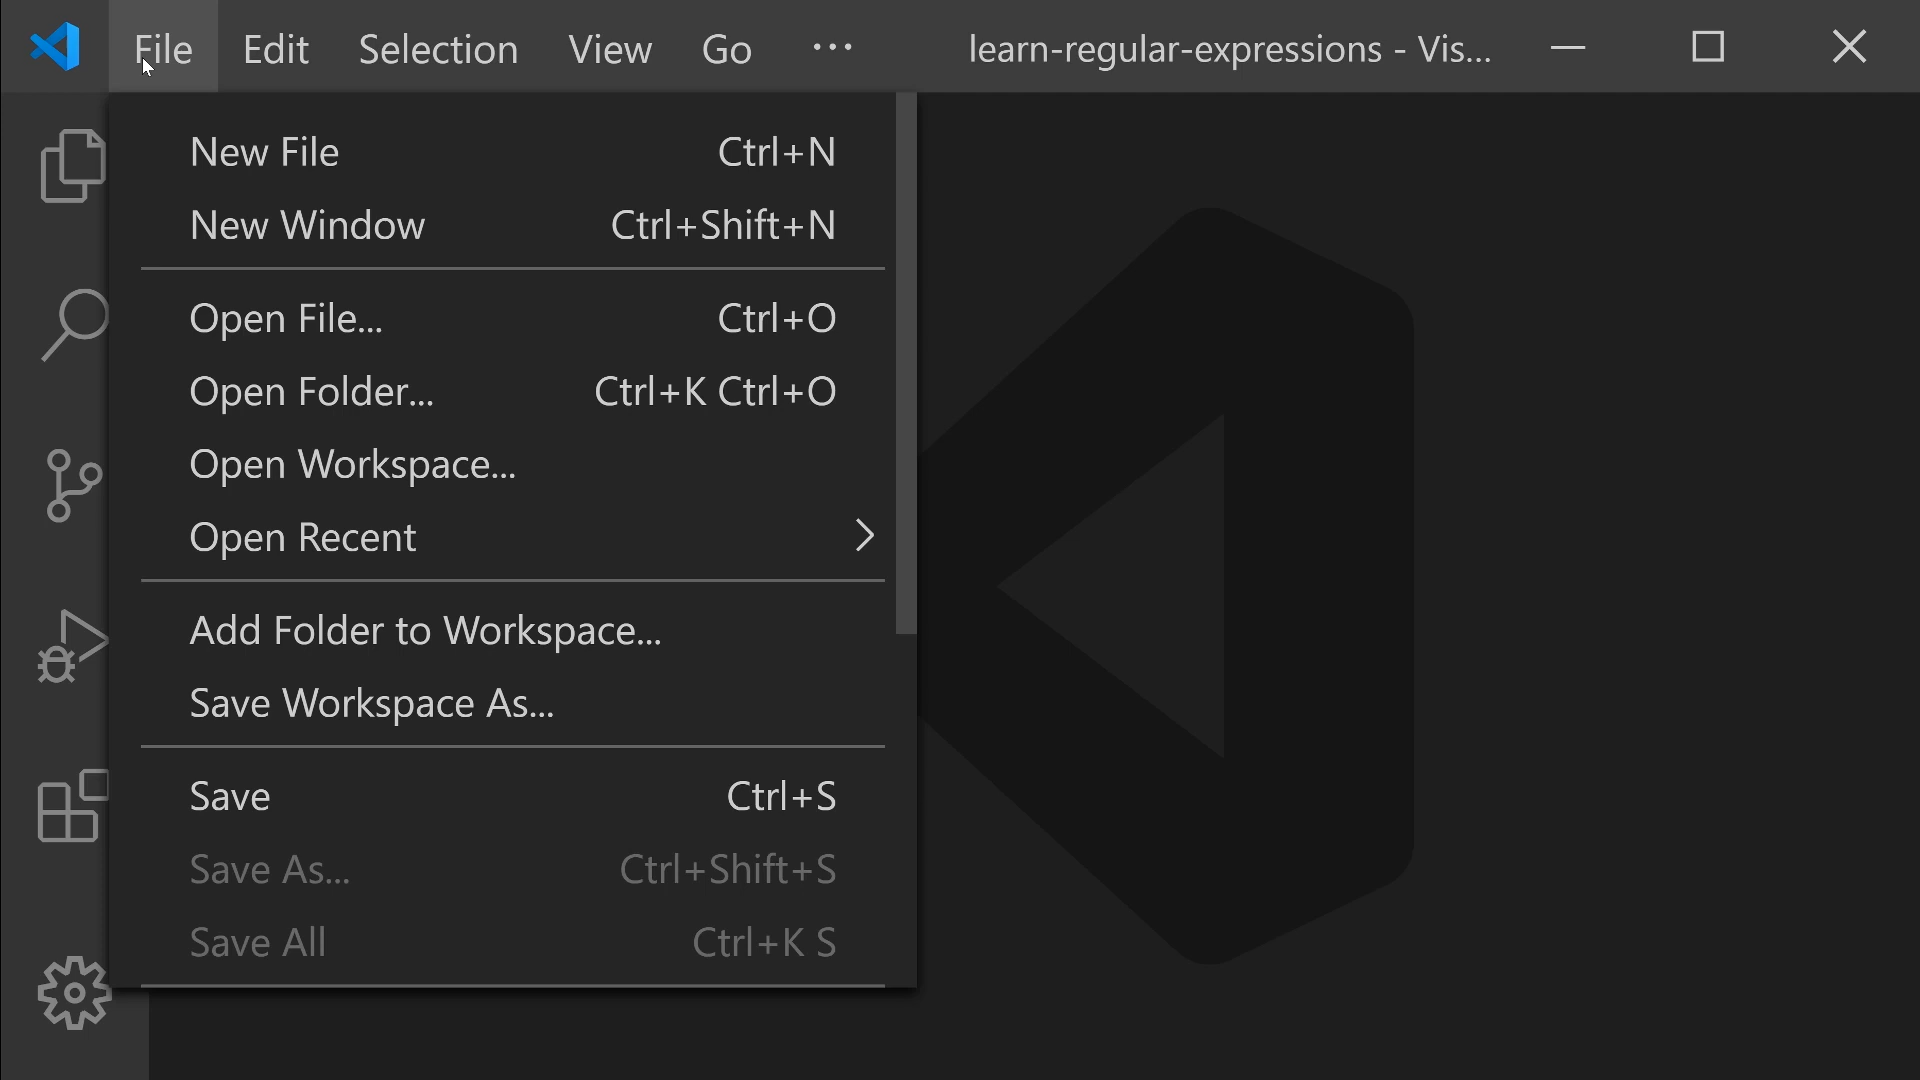 File Edit Selection View Go ··· learn-regular-expressions - Vis...
New File Ctrl+N
New Window Ctrl+Shift+N
Open File... Ctrl+O
Open Folder... Ctrl+K Ctrl+O
Open Workspace...
Open Recent
Add Folder to Workspace...
Save Workspace As...
Save Ctrl+S
Save As... Ctrl+Shift+S
Save All Ctrl+K S